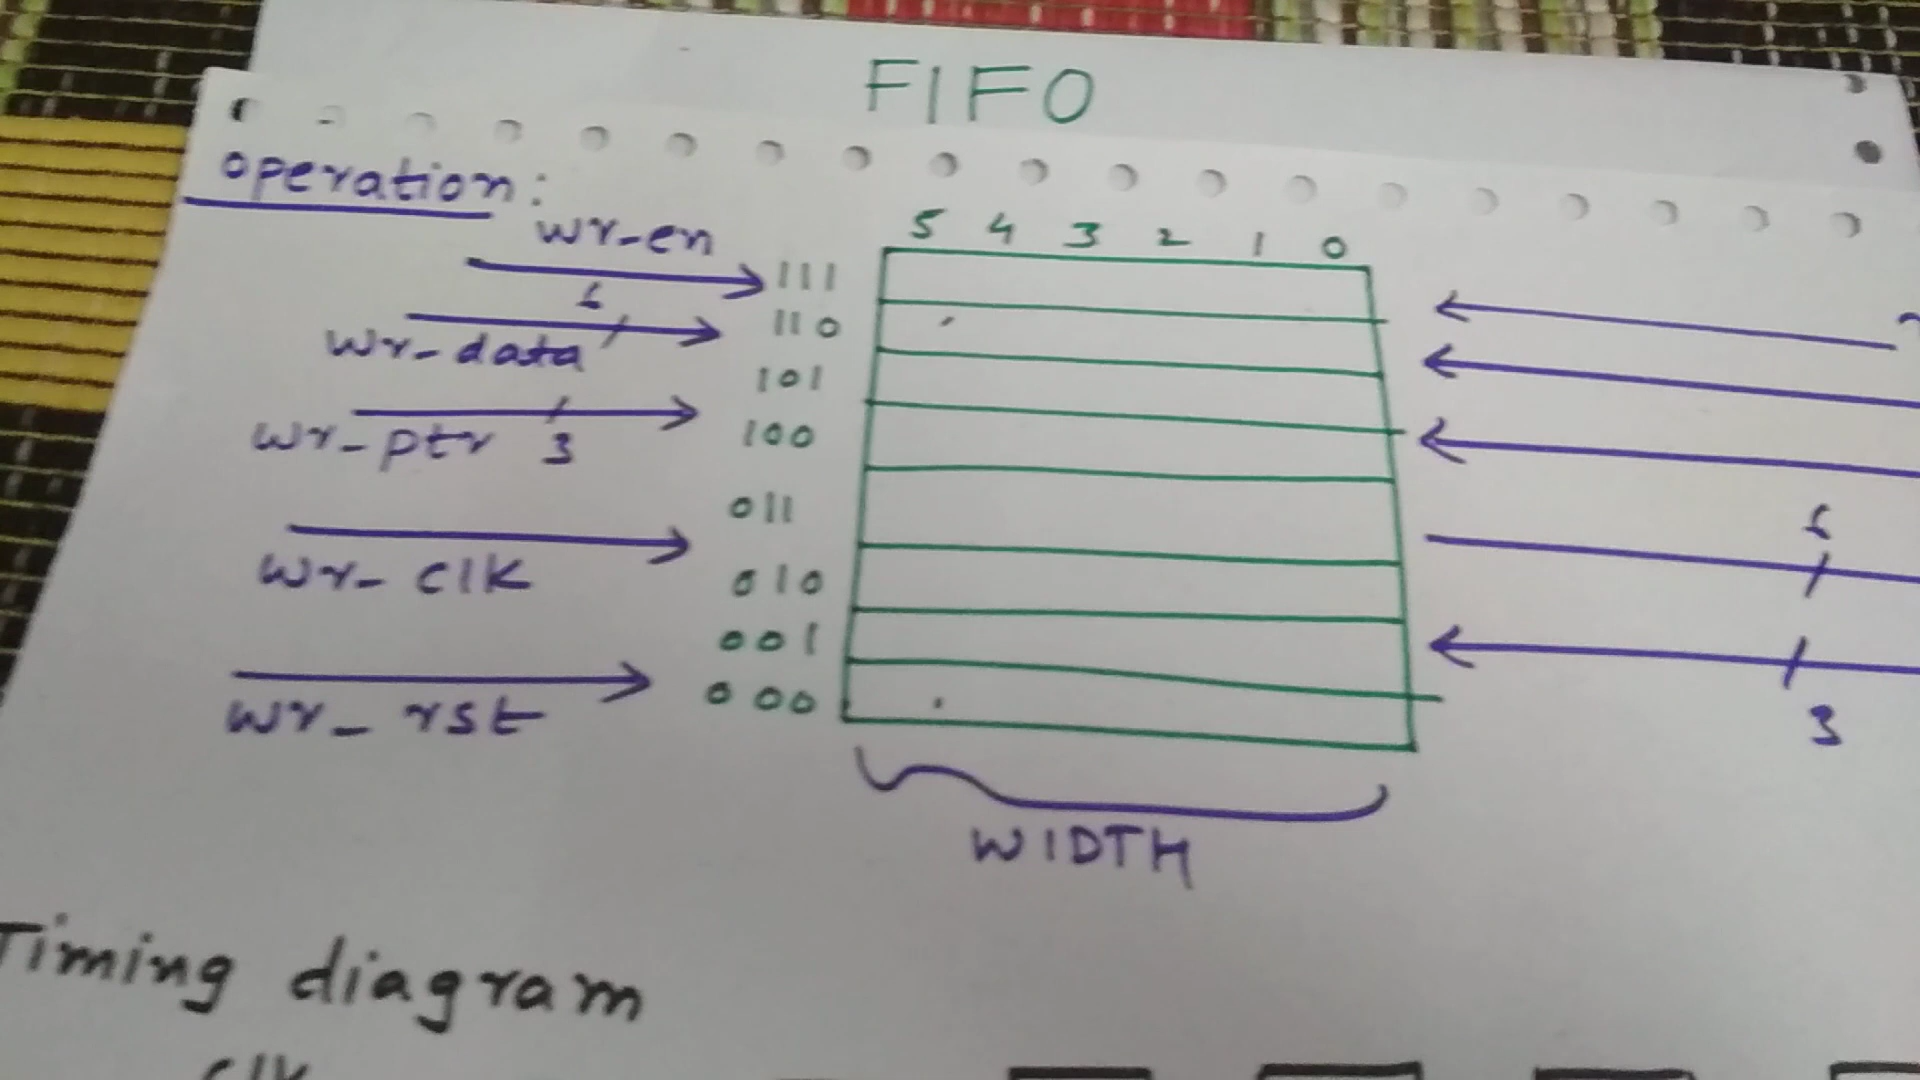 FIFO
operation:
5 4 3 2 1 0
wr-en
111
6
110
wr-data
101
wr-ptr 3
100
011
6
wr-clk
010
001
000
wr-rst
3
WIDTH
Timing diagram
clk